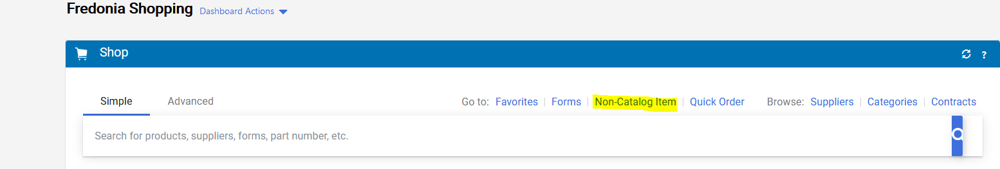 Fredonia Shopping Dashboard Actions
Shop ?
Simple Advanced Go to: Favorites Forms Non-Catalog Item Quick Order Browse: Suppliers Categories Contracts
Search for products, suppliers, forms, part number, etc.